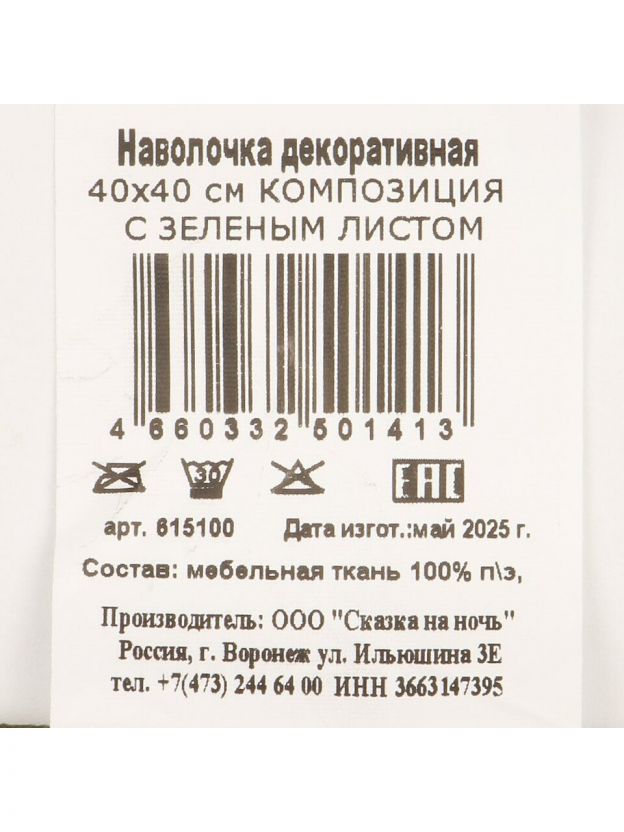 Наволочка декоративная
40х40 см КОМПОЗИЦИЯ
С ЗЕЛЕНЫМ ЛИСТОМ
4 660332 501413
30 ЕАС
арт. 615100 Дата изгот.:май 2025 г.
Состав: мебельная ткань 100% п\э,
Производитель: ООО "Сказка на ночь"
Россия, г. Воронеж ул. Ильюшина 3Е
тел. +7(473) 244 64 00 ИНН 3663147395